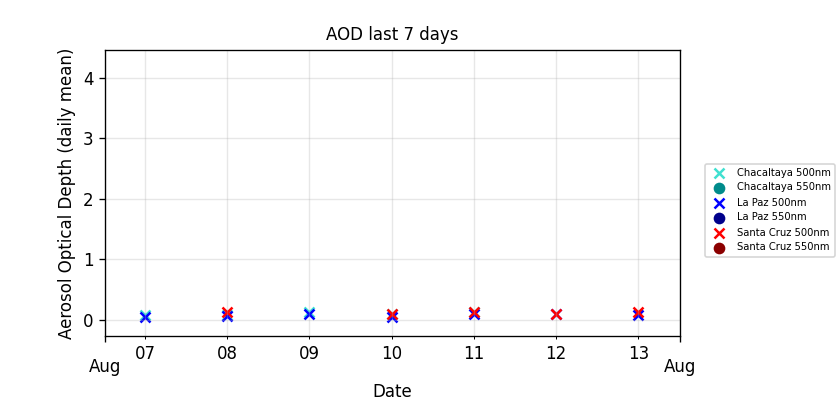 AOD last 7 days
Aerosol Optical Depth (daily mean)
4
3
2
1
0
07 08 09 10 11 12 13
Aug Aug
Date
Chacaltaya 500nm
Chacaltaya 550nm
La Paz 500nm
La Paz 550nm
Santa Cruz 500nm
Santa Cruz 550nm